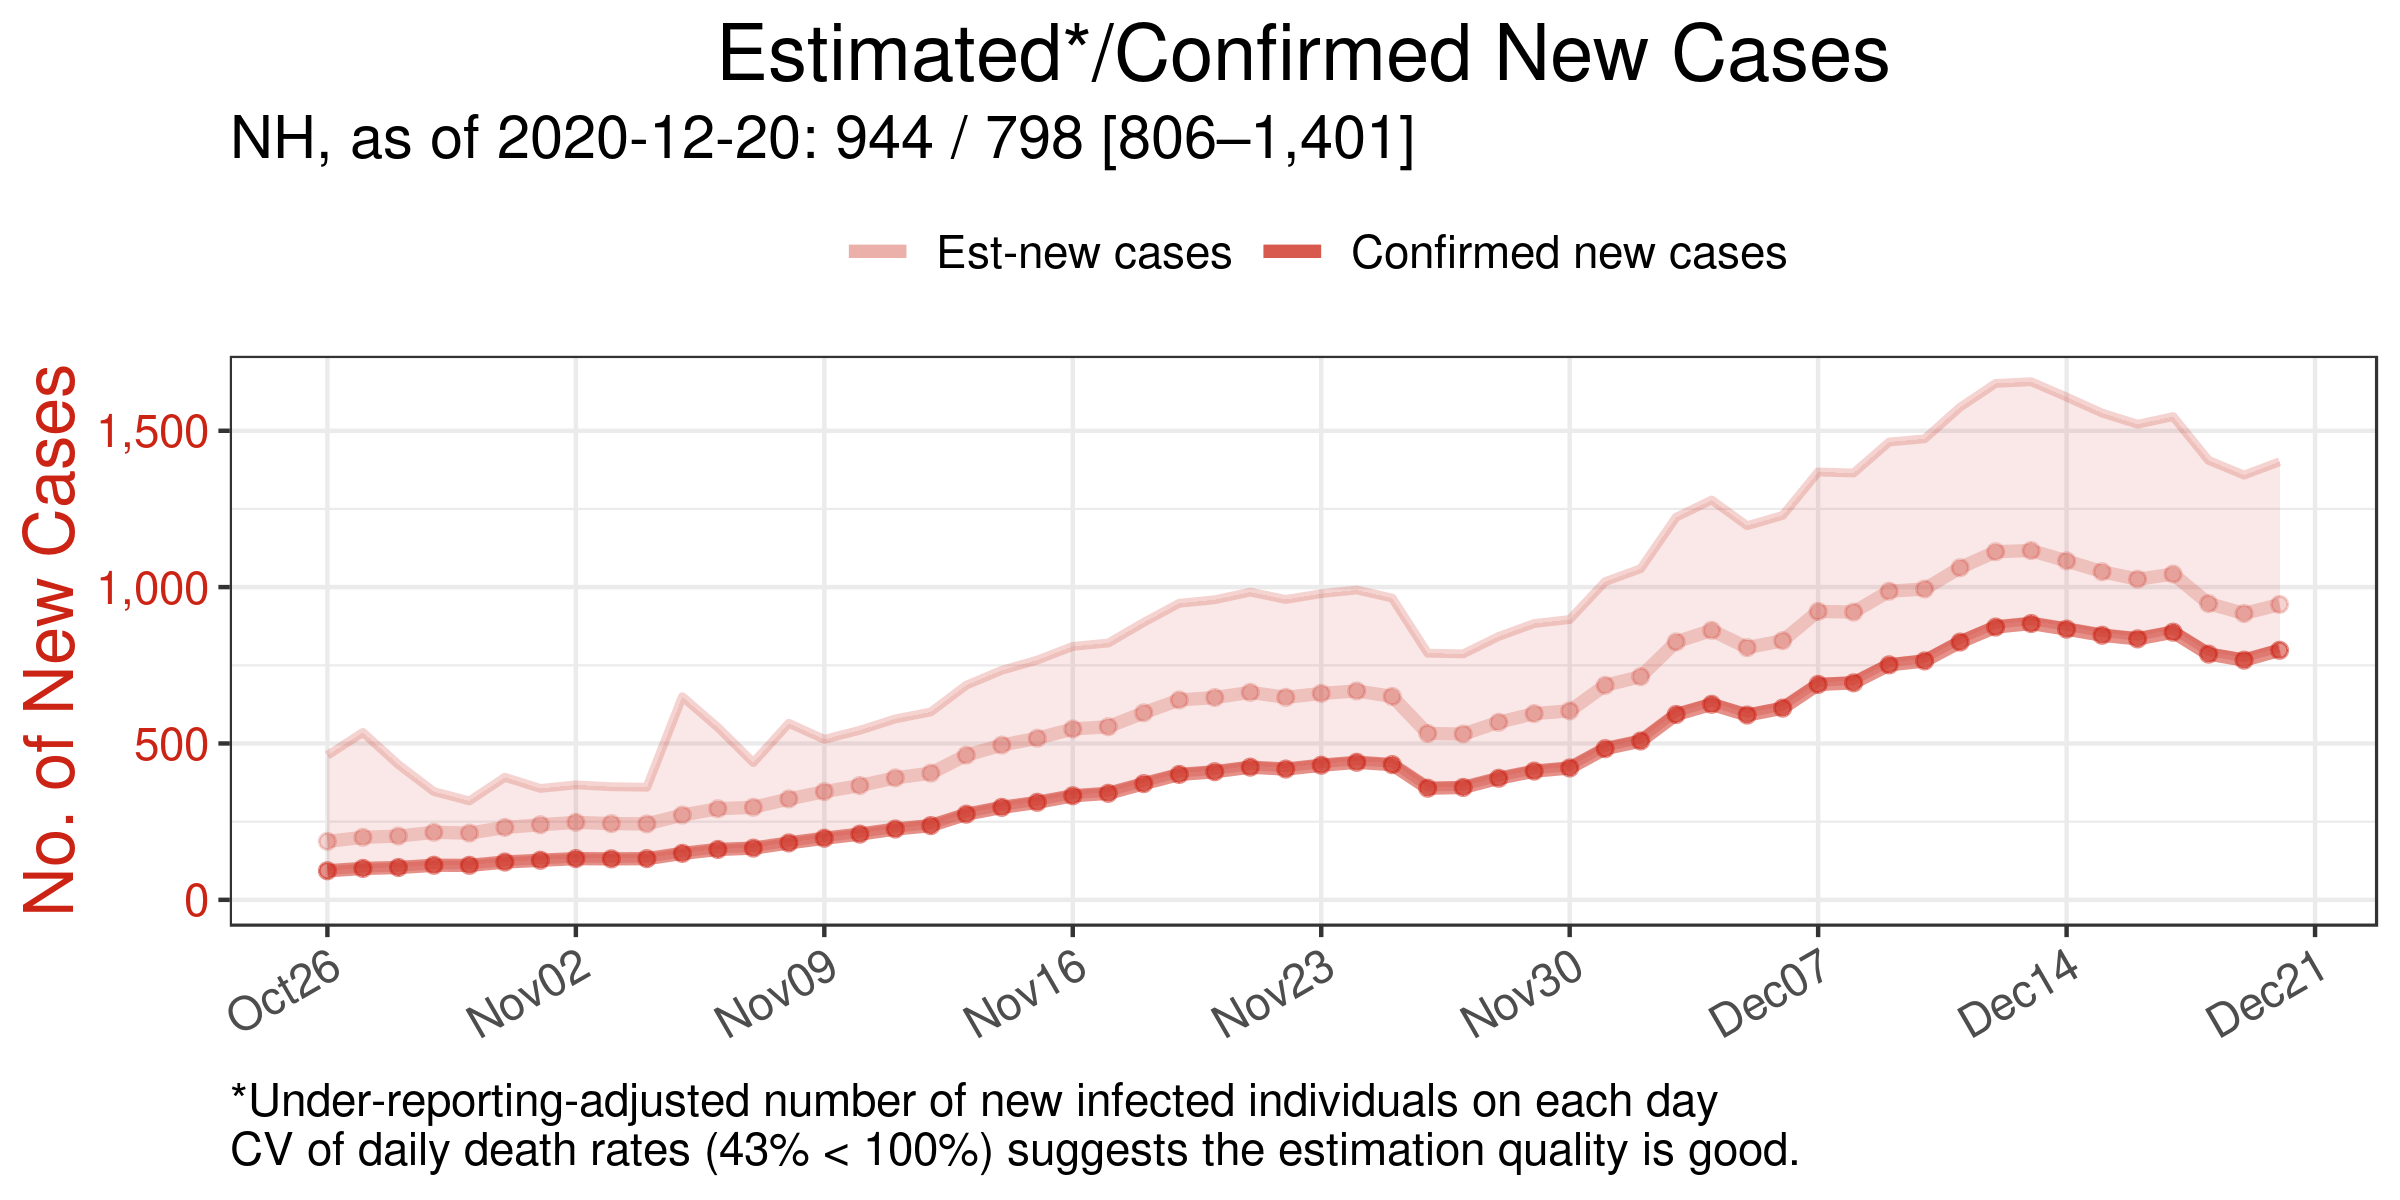 Estimated*/Confirmed New Cases
NH, as of 2020-12-20: 944 / 798 [806–1,401]
Est-new cases
Confirmed new cases
No. of New Cases
1,500
1,000
500
0
Oct26
Nov02
Nov09
Nov16
Nov23
Nov30
Dec07
Dec14
Dec21
*Under-reporting-adjusted number of new infected individuals on each day
CV of daily death rates (43% < 100%) suggests the estimation quality is good.